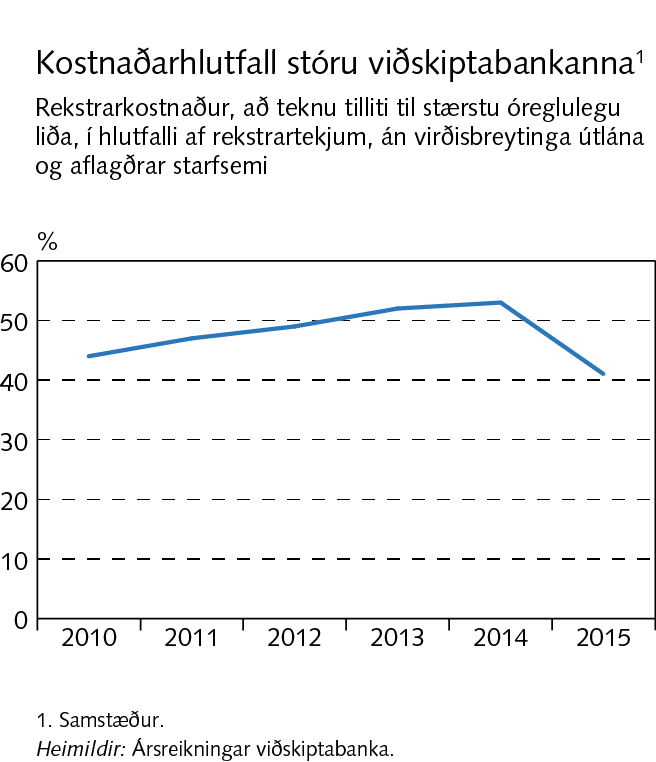 Kostnaðarhlutfall stóru viðskiptabankanna¹
Rekstrarkostnaður, að teknu tilliti til stærstu óreglulegu
liða, í hlutfalli af rekstrartekjum, án virðisbreytinga útlána
og aflagðrar starfsemi
%
60
50
40
30
20
10
0
2010 2011 2012 2013 2014 2015
1. Samstæður.
Heimildir: Ársreikningar viðskiptabanka.